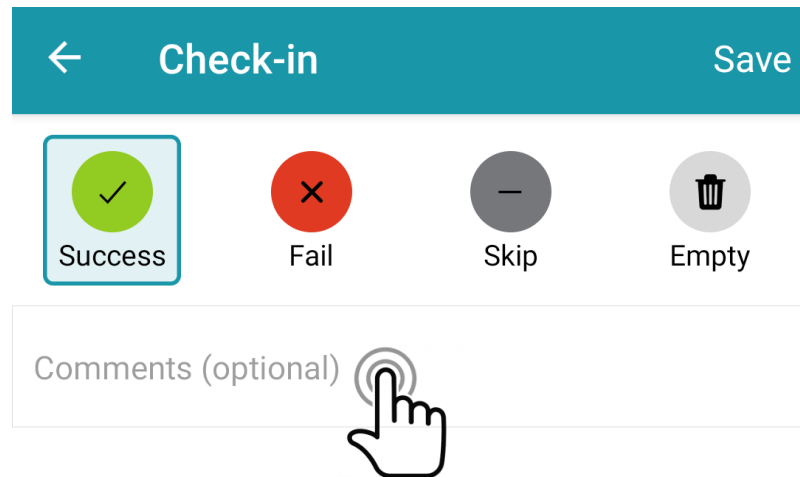 Check-in
Save
Success
Fail
Skip
Empty
Comments (optional)